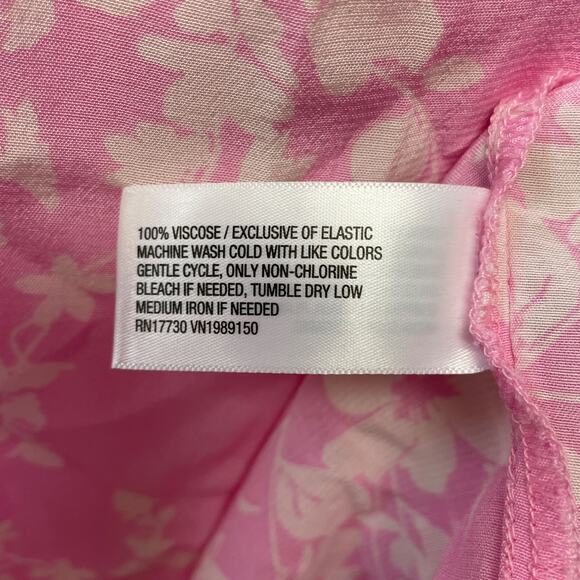 100% VISCOSE / EXCLUSIVE OF ELASTIC
MACHINE WASH COLD WITH LIKE COLORS
GENTLE CYCLE, ONLY NON-CHLORINE
BLEACH IF NEEDED, TUMBLE DRY LOW
MEDIUM IRON IF NEEDED
RN17730 VN1989150